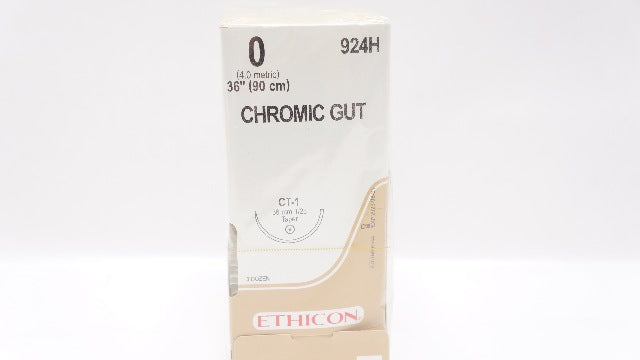 0
924H
(4.0 metric)
36" (90 cm)
CHROMIC GUT
CT-1
Taper
ETHICON